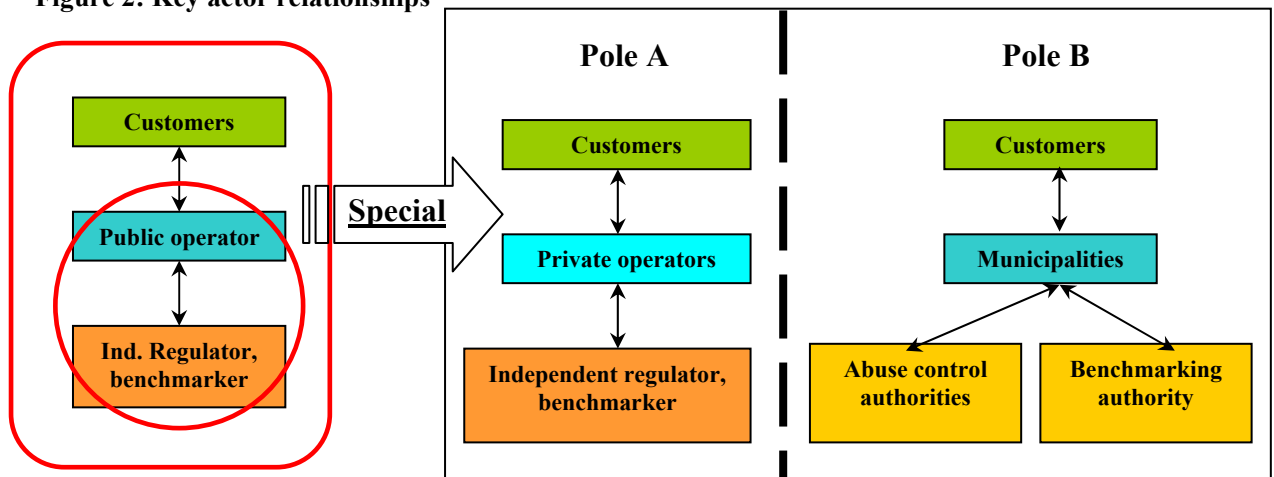 Figure 2: Key actor relationships
Customers
Public operator
Ind. Regulator,
benchmarker
Special
Pole A
Customers
Private operators
Independent regulator,
benchmarker
Pole B
Customers
Municipalities
Abuse control
authorities
Benchmarking
authority